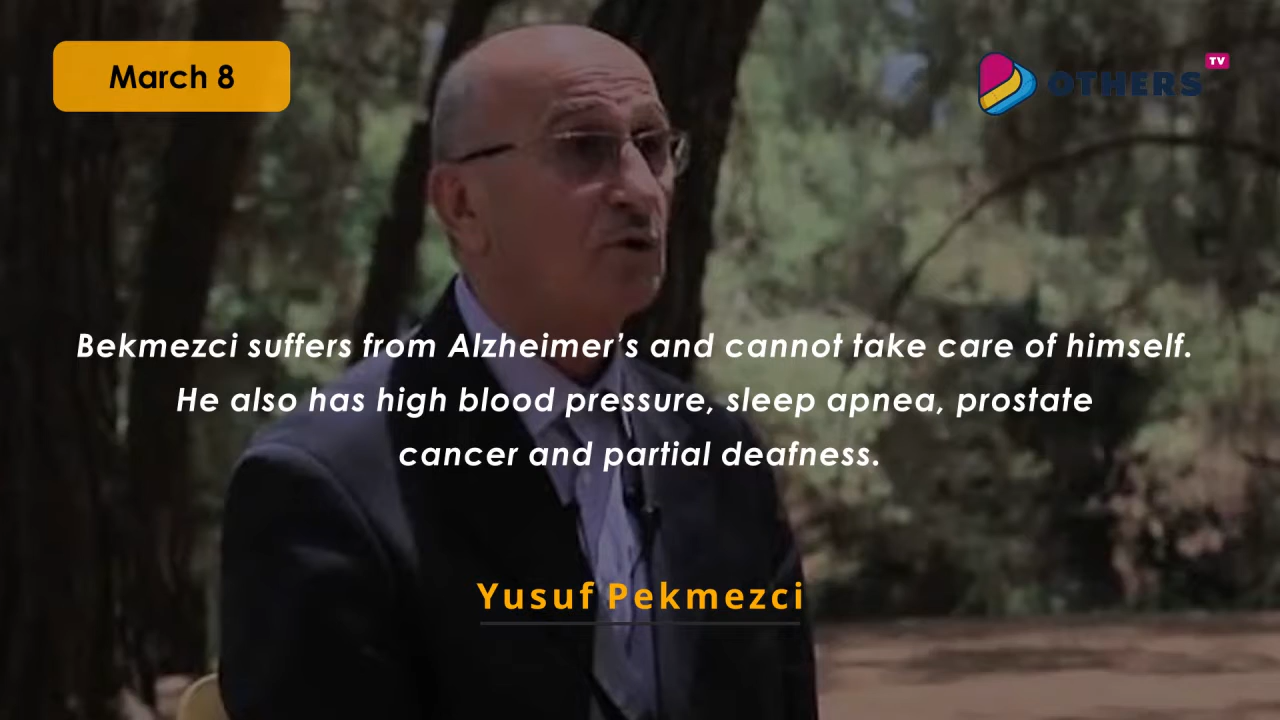 March 8
OTHERS TV
Bekmezci suffers from Alzheimer’s and cannot take care of himself.
He also has high blood pressure, sleep apnea, prostate
cancer and partial deafness.
Yusuf Pekmezci